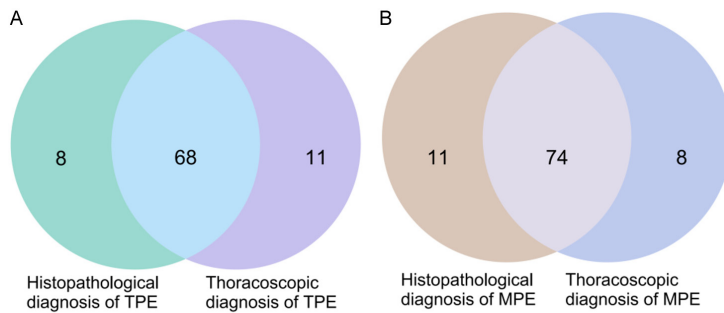 A
8
68
11
Histopathological
diagnosis of TPE
Thoracoscopic
diagnosis of TPE
B
11
74
8
Histopathological
diagnosis of MPE
Thoracoscopic
diagnosis of MPE